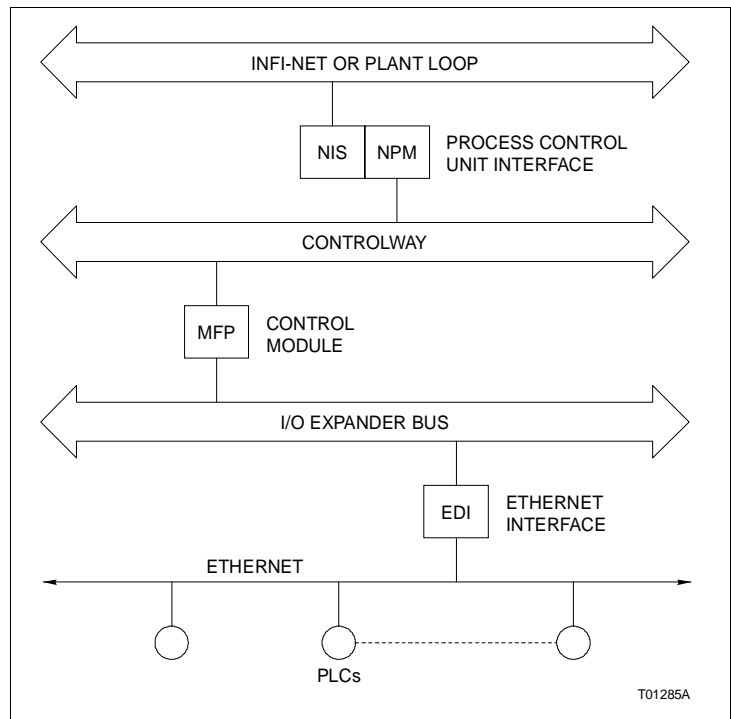 INFI-NET OR PLANT LOOP
NIS
NPM
PROCESS CONTROL
UNIT INTERFACE
CONTROLWAY
MFP
CONTROL
MODULE
I/O EXPANDER BUS
EDI
ETHERNET
INTERFACE
ETHERNET
PLCs
T01285A